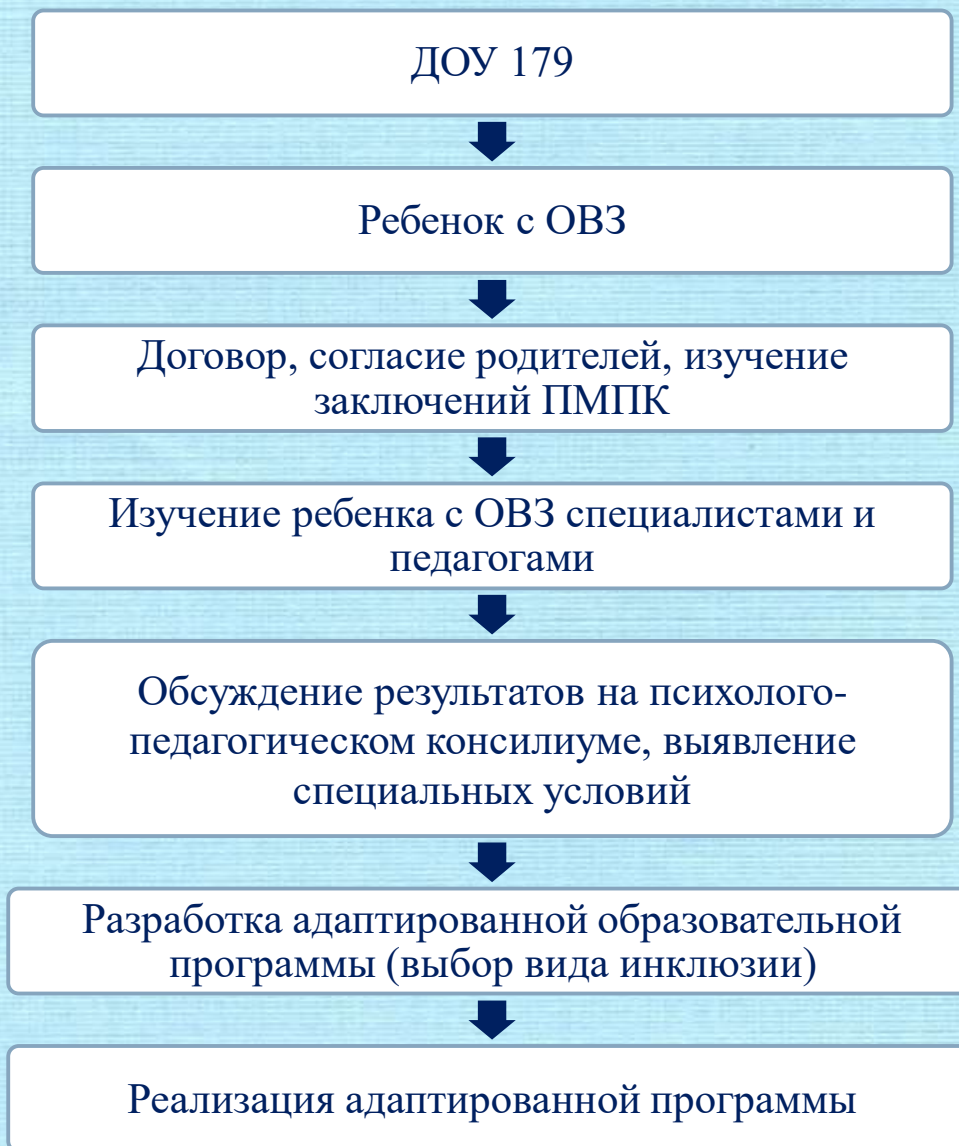 ДОУ 179
Ребенок с ОВЗ
Договор, согласие родителей, изучение
заключений ПМПК
Изучение ребенка с ОВЗ специалистами и
педагогами
Обсуждение результатов на психолого-
педагогическом консилиуме, выявление
специальных условий
Разработка адаптированной образовательной
программы (выбор вида инклюзии)
Реализация адаптированной программы